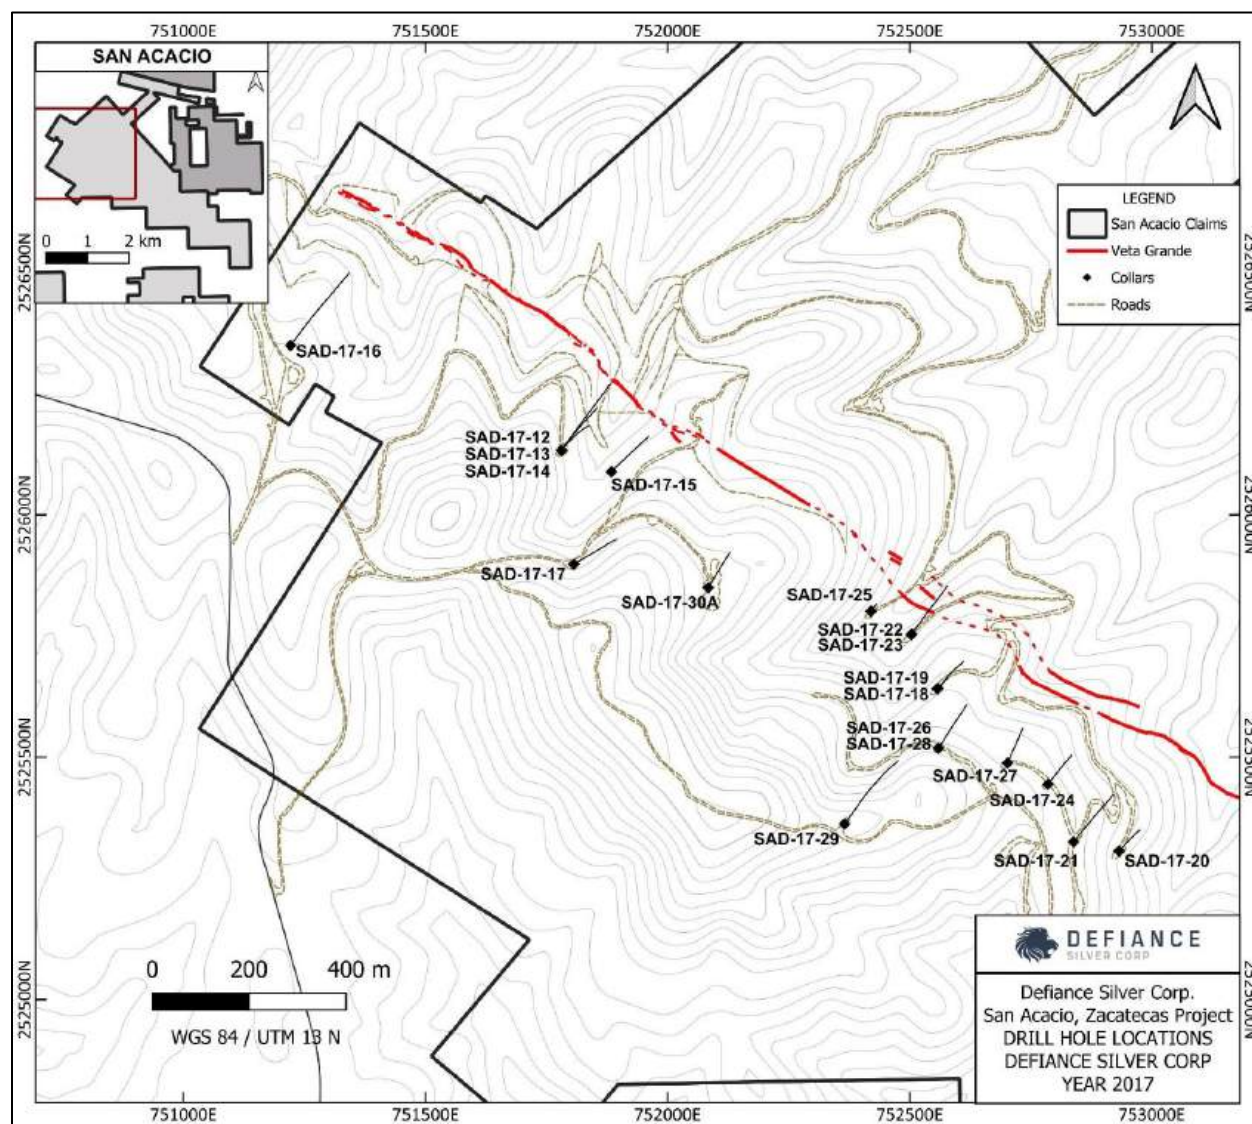 751000E 751500E 752000E 752500E 753000E
SAN ACACIO
0 1 2 km
LEGEND
San Acacio Claims
Veta Grande
Collars
Roads
2526500N
2526500N
SAD-17-16
SAD-17-12
SAD-17-13
SAD-17-14
SAD-17-15
2526000N
2526000N
SAD-17-17
SAD-17-30A
SAD-17-25
SAD-17-22
SAD-17-23
SAD-17-19
SAD-17-18
SAD-17-26
SAD-17-28
2525500N
2525500N
SAD-17-27
SAD-17-24
SAD-17-29
SAD-17-21
SAD-17-20
0 200 400 m
WGS 84 / UTM 13 N
2525000N
2525000N
DEFIANCE
SILVER CORP
Defiance Silver Corp.
San Acacio, Zacatecas Project
DRILL HOLE LOCATIONS
DEFIANCE SILVER CORP
YEAR 2017
751000E 751500E 752000E 752500E 753000E